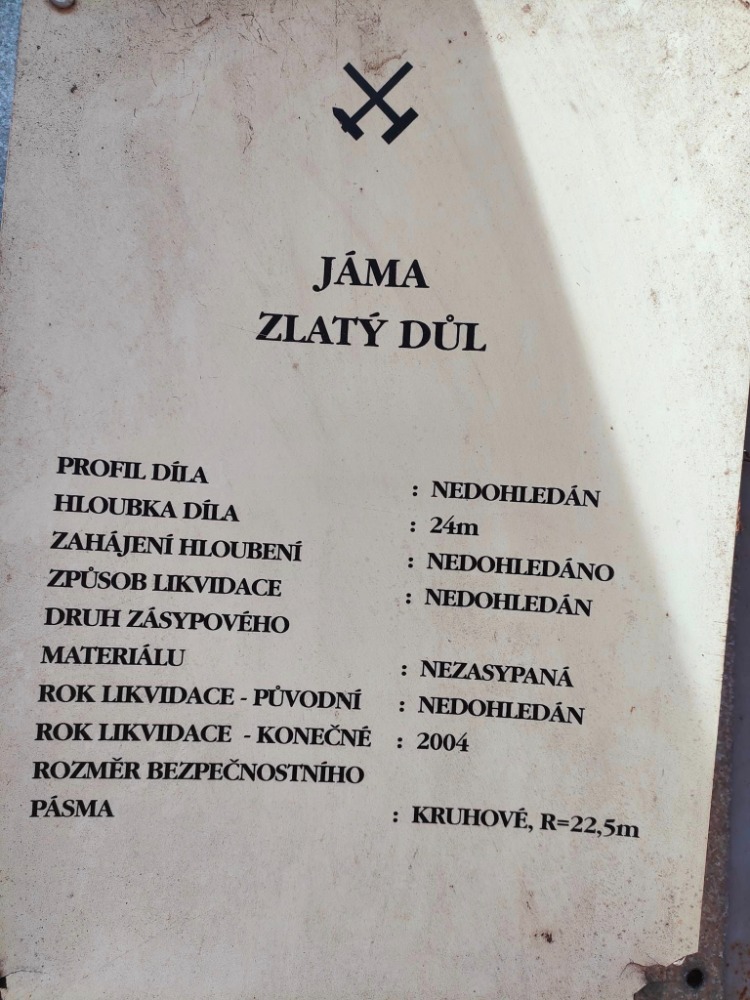 JÁMA
ZLATÝ DŮL
PROFIL DÍLA : NEDOHLEDÁN
HLOUBKA DÍLA : 24m
ZAHÁJENÍ HLOUBENÍ : NEDOHLEDÁNO
ZPŮSOB LIKVIDACE : NEDOHLEDÁN
DRUH ZÁSYPOVÉHO
MATERIÁLU : NEZASYPANÁ
ROK LIKVIDACE - PŮVODNÍ : NEDOHLEDÁN
ROK LIKVIDACE - KONEČNÉ : 2004
ROZMĚR BEZPEČNOSTNÍHO
PÁSMA : KRUHOVÉ, R=22,5m